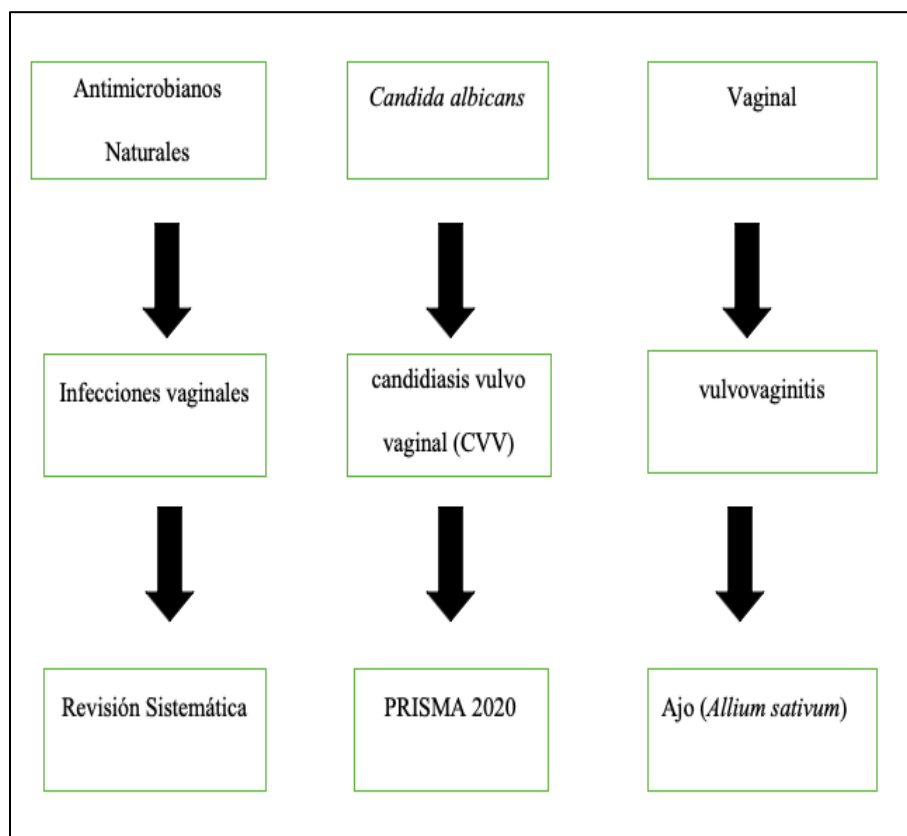 Antimicrobianos
Naturales
Candida albicans
Vaginal
Infecciones vaginales
candidiasis vulvo
vaginal (CVV)
vulvovaginitis
Revisión Sistemática
PRISMA 2020
Ajo (Allium sativum)